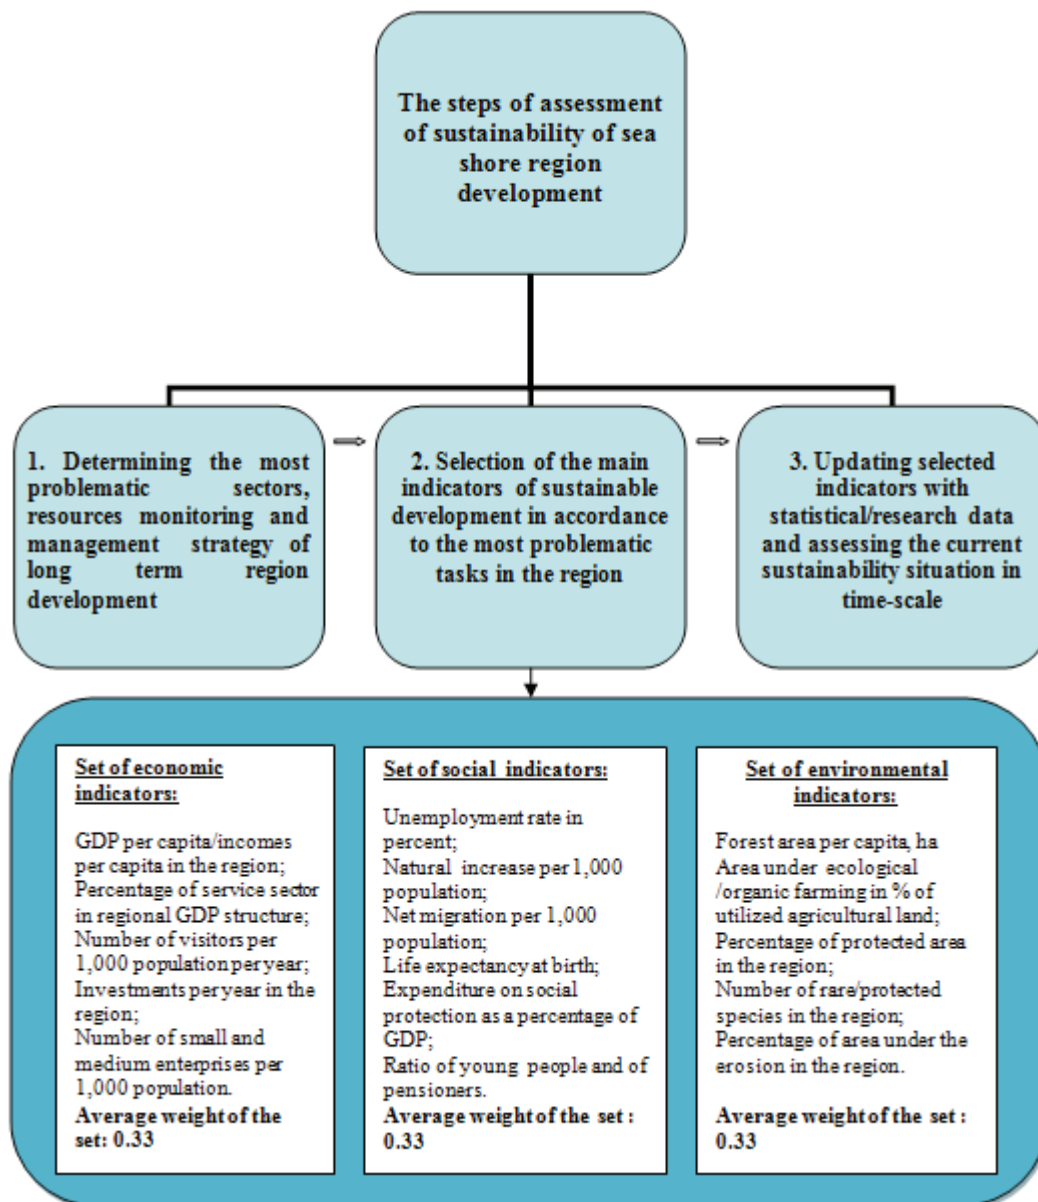 The steps of assessment
of sustainability of sea
shore region
development
1. Determining the most
problematic sectors,
resources monitoring and
management strategy of
long term region
development
2. Selection of the main
indicators of sustainable
development in accordance
to the most problematic
tasks in the region
3. Updating selected
indicators with
statistical/research data
and assessing the current
sustainability situation in
time-scale
Set of economic
indicators:
GDP per capita/incomes
per capita in the region;
Percentage of service sector
in regional GDP structure;
Number of visitors per
1,000 population per year;
Investments per year in the
region;
Number of small and
medium enterprises per
1,000 population.
Average weight of the
set: 0.33
Set of social indicators:
Unemployment rate in
percent;
Natural increase per 1,000
population;
Net migration per 1,000
population;
Life expectancy at birth;
Expenditure on social
protection as a percentage of
GDP;
Ratio of young people and of
pensioners.
Average weight of the set :
0.33
Set of environmental
indicators:
Forest area per capita, ha
Area under ecological
/organic farming in % of
utilized agricultural land;
Percentage of protected area
in the region;
Number of rare/protected
species in the region;
Percentage of area under the
erosion in the region.
Average weight of the set :
0.33